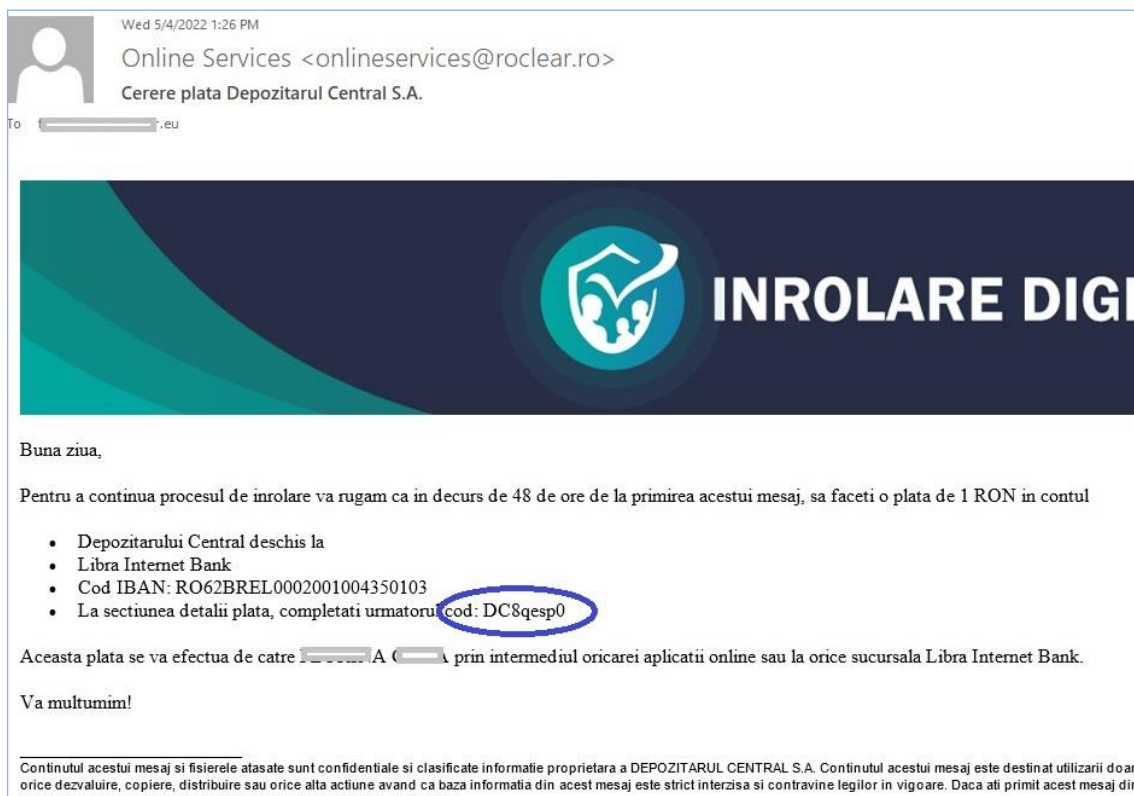 Wed 5/4/2022 1:26 PM
Online Services <onlineservices@roclear.ro>
Cerere plata Depozitarul Central S.A.
To .eu
INROLARE DIGI
Buna ziua,
Pentru a continua procesul de inrolare va rugam ca in decurs de 48 de ore de la primirea acestui mesaj, sa faceti o plata de 1 RON in contul
• Depozitarului Central deschis la
• Libra Internet Bank
• Cod IBAN: RO62BREL0002001004350103
• La sectiunea detalii plata, completati urmatorul cod: DC8qesp0
Aceasta plata se va efectua de catre A prin intermediul oricarei aplicatii online sau la orice sucursala Libra Internet Bank.
Va multumim!
Continutul acestui mesaj si fisierele atasate sunt confidentiale si clasificate informatie proprietara a DEPOZITARUL CENTRAL S.A. Continutul acestui mesaj este destinat utilizarii doar
orice dezvaluire, copiere, distribuire sau orice alta actiune avand ca baza informatia din acest mesaj este strict interzisa si contravine legilor in vigoare. Daca ati primit acest mesaj din